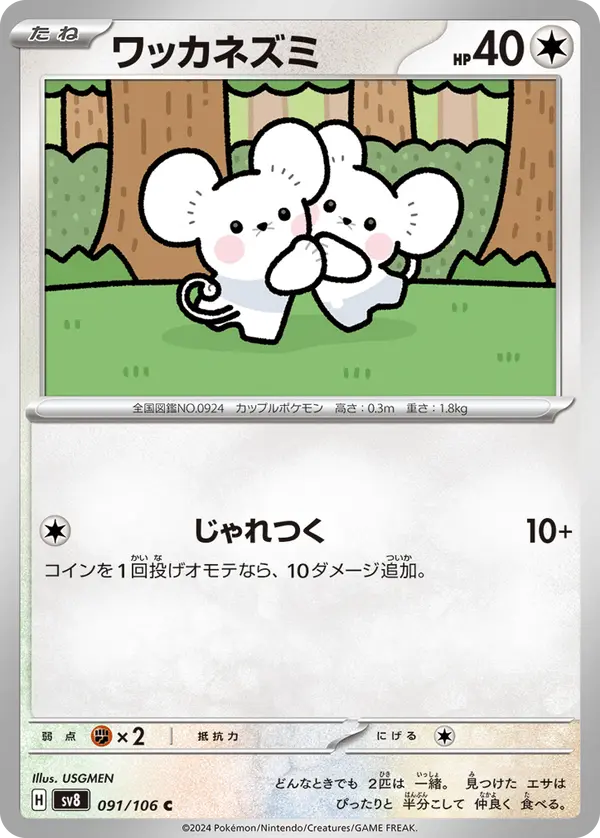 たね ワッカネズミ HP40
全国図鑑NO.0924 カップルポケモン 高さ:0.3m 重さ:1.8kg
じゃれつく 10+
コインを1回投げオモテなら、10ダメージ追加。
弱点 ×2 抵抗力 にげる
Illus. USGMEN
どんなときでも 2匹は 一緒。 見つけた エサは
ぴったりと 半分こして 仲良く 食べる。
H sv8 091/106 C
©2024 Pokémon/Nintendo/Creatures/GAME FREAK.